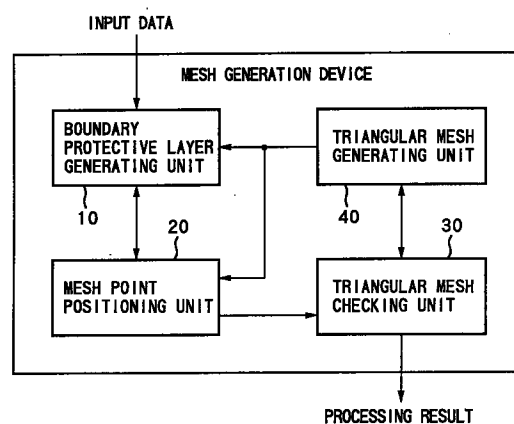 INPUT DATA
MESH GENERATION DEVICE
BOUNDARY
PROTECTIVE LAYER
GENERATING UNIT
10
TRIANGULAR MESH
GENERATING UNIT
40
20
MESH POINT
POSITIONING UNIT
30
TRIANGULAR MESH
CHECKING UNIT
PROCESSING RESULT